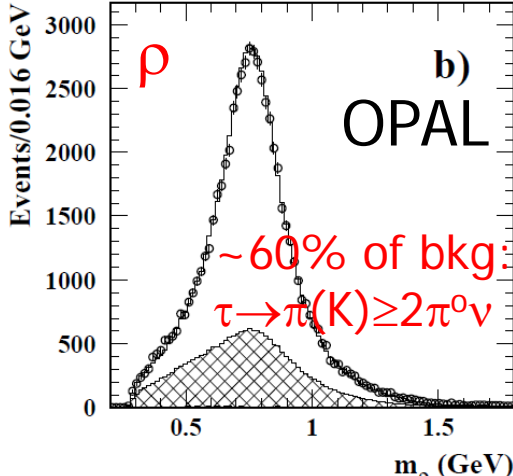 3000
2500
2000
1500
1000
500
0
Events/0.016 GeV
ρ
b)
OPAL
~60% of bkg:
τ→π(K)≥2π⁰ν
0.5
1
1.5
(GeV)